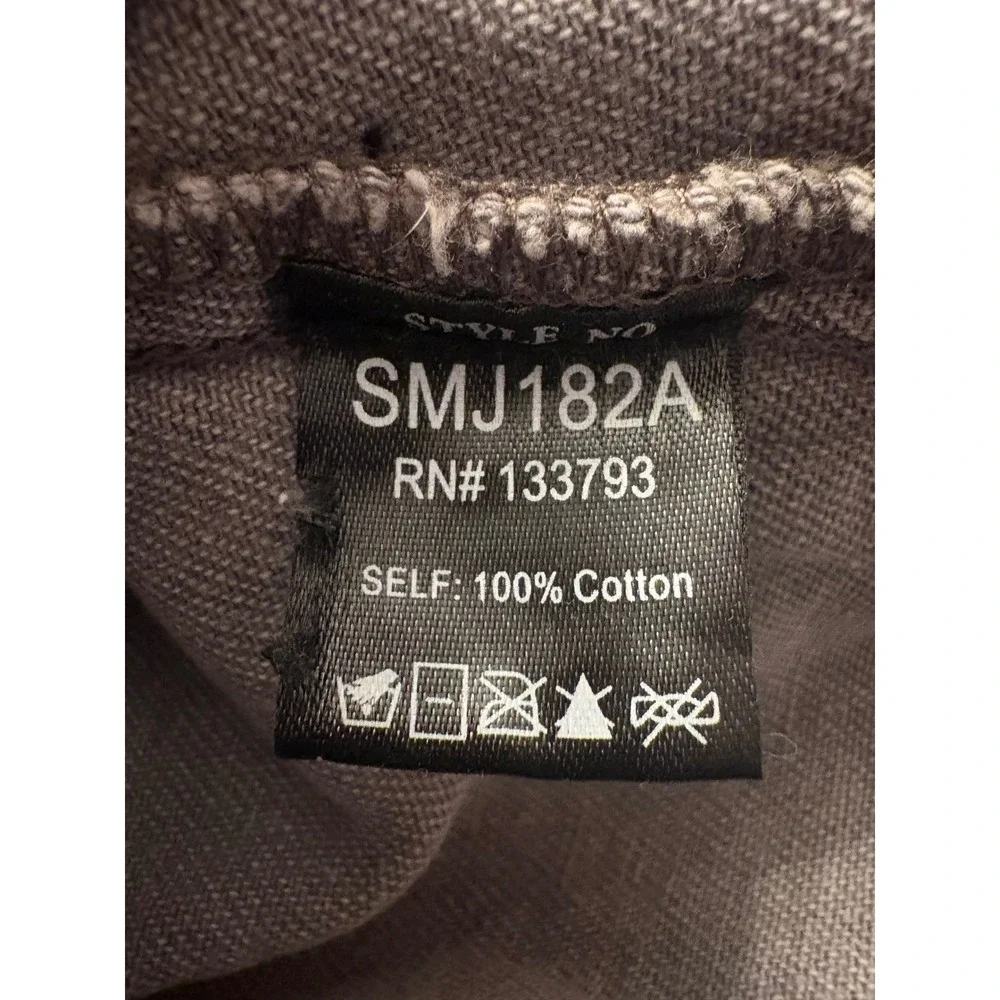 STYLE NO
SMJ182A
RN# 133793
SELF: 100% Cotton